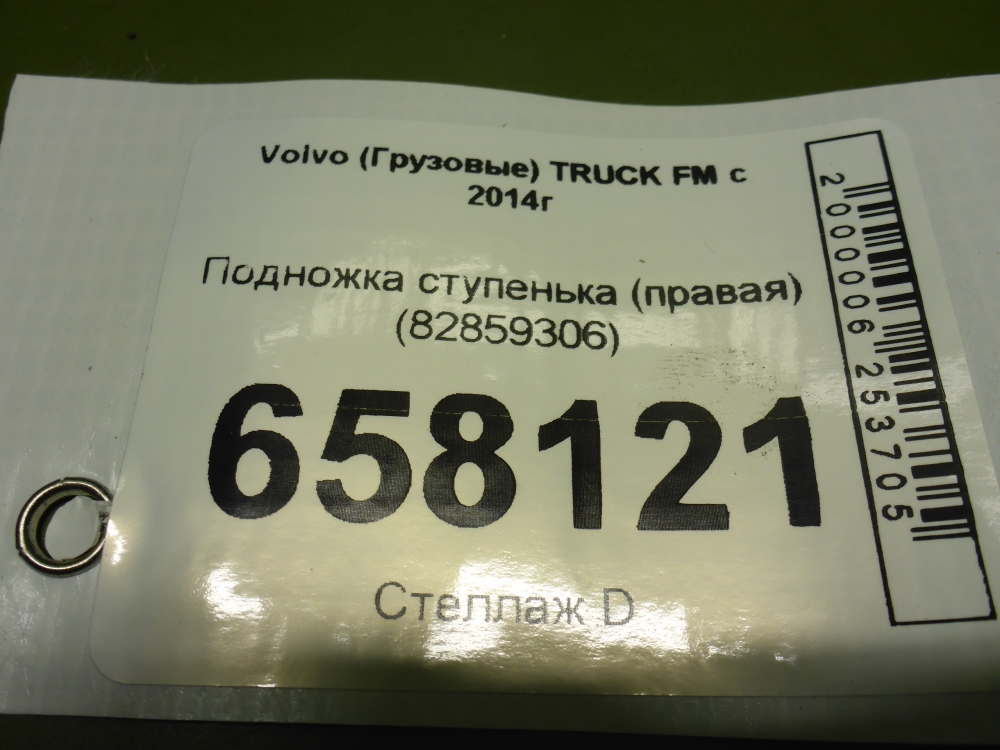 Volvo (Грузовые) TRUCK FM с
2014г
Подножка ступенька (правая)
(82859306)
658121
Стеллаж D
2000006253705